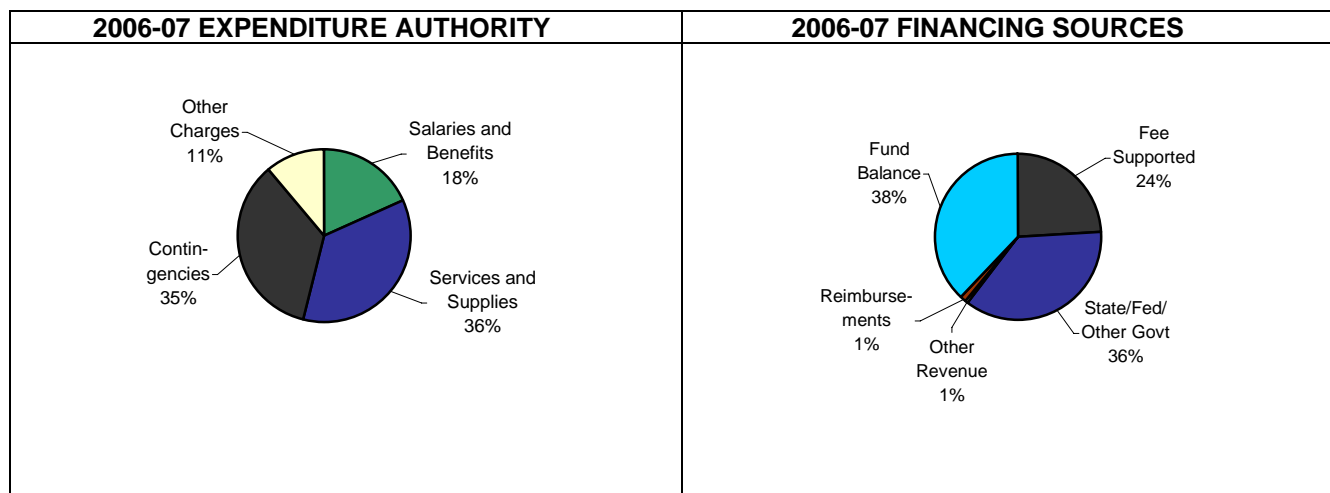 2006-07 EXPENDITURE AUTHORITY
Other
Charges
11%
Salaries and
Benefits
18%
Contin-
gencies
35%
Services and
Supplies
36%
2006-07 FINANCING SOURCES
Fund
Balance
38%
Fee
Supported
24%
Reimburse-
ments
1%
Other
Revenue
1%
State/Fed/
Other Govt
36%